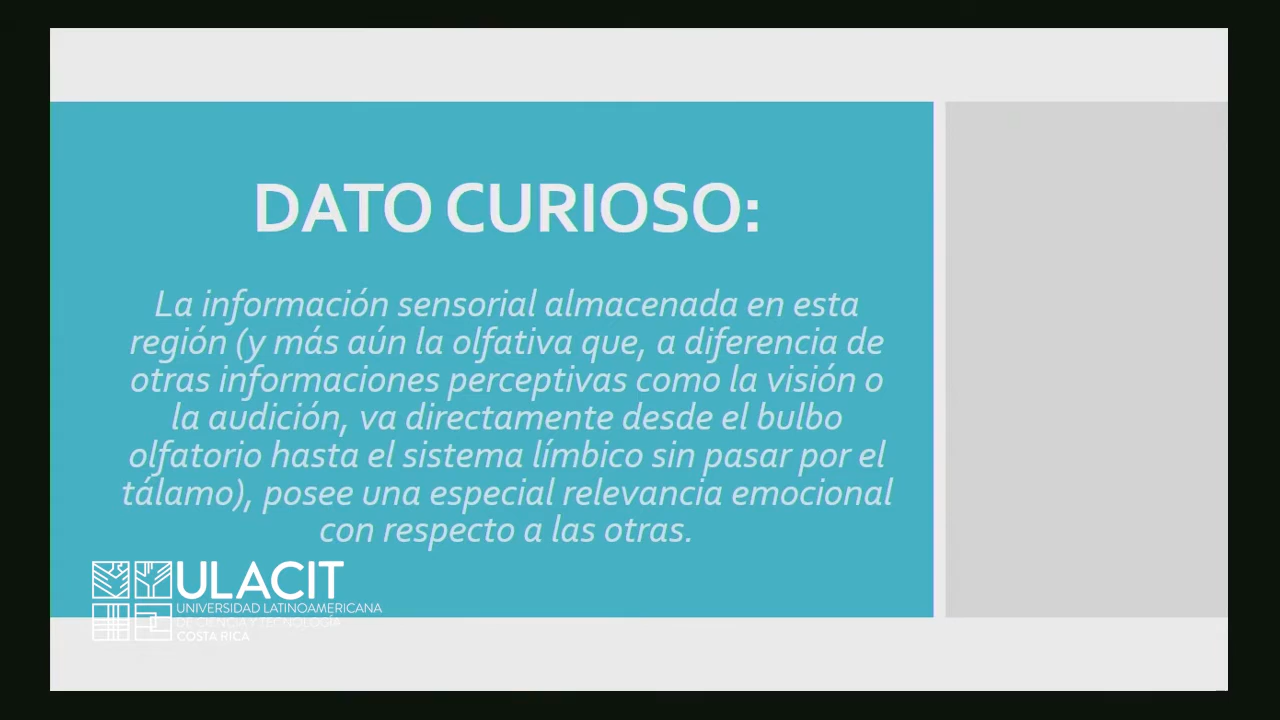 DATO CURIOSO:
La información sensorial almacenada en esta
región (y más aún la olfativa que, a diferencia de
otras informaciones perceptivas como la visión o
la audición, va directamente desde el bulbo
olfatorio hasta el sistema límbico sin pasar por el
tálamo), posee una especial relevancia emocional
con respecto a las otras.
ULACIT
UNIVERSIDAD LATINOAMERICANA
DE CIENCIA Y TECNOLOGÍA
COSTA RICA